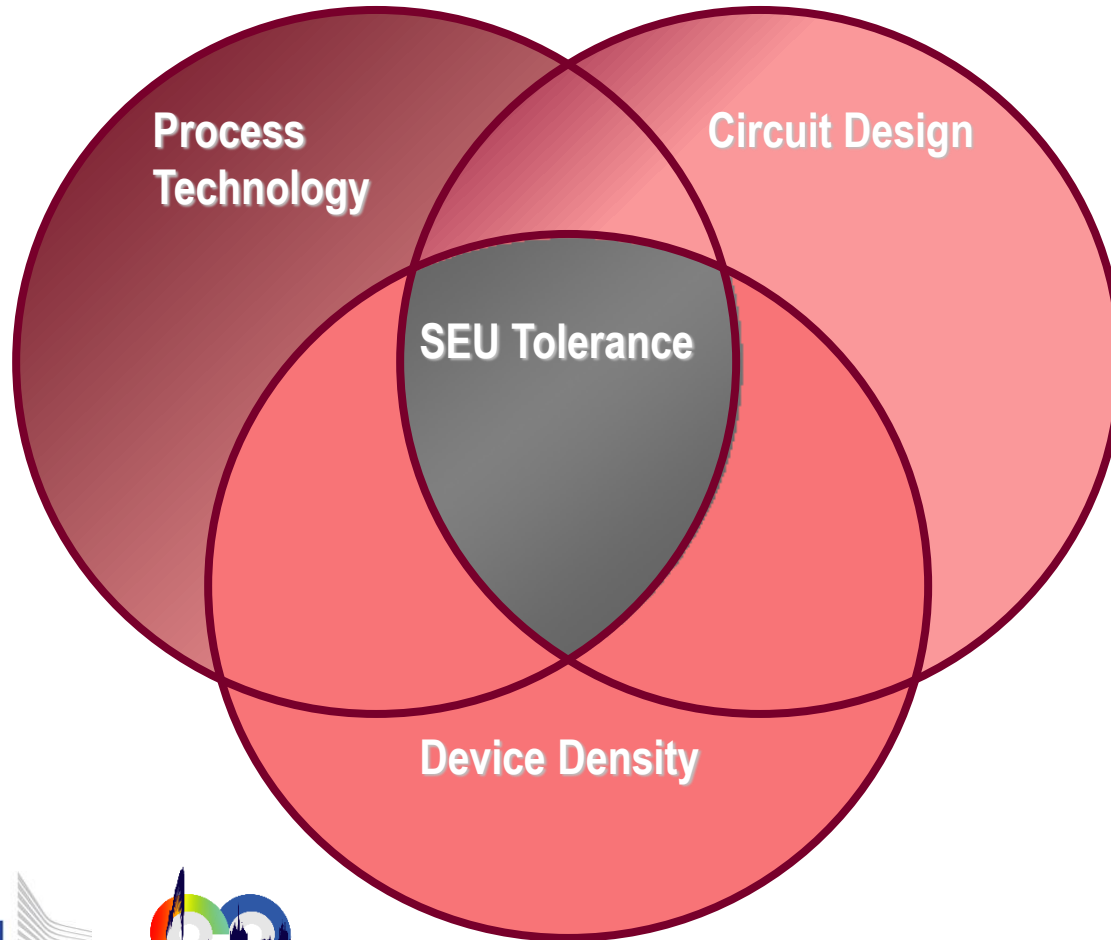 Process
Technology
Circuit Design
SEU Tolerance
Device Density